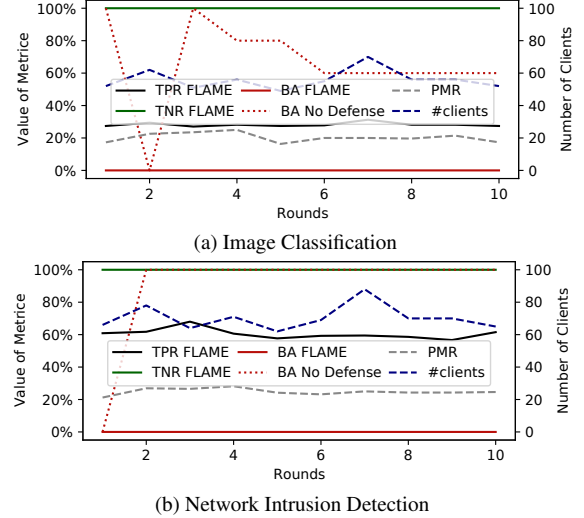 100%
80%
60%
40%
20%
0%
Value of Metrice
100
80
60
40
20
0
Number of Clients
TPR FLAME
BA FLAME
PMR
TNR FLAME
BA No Defense
#clients
2
4
6
8
10
Rounds
(a) Image Classification
100%
80%
60%
40%
20%
0%
Value of Metrice
100
80
60
40
20
0
Number of Clients
TPR FLAME
BA FLAME
PMR
TNR FLAME
BA No Defense
#clients
2
4
6
8
10
Rounds
(b) Network Intrusion Detection